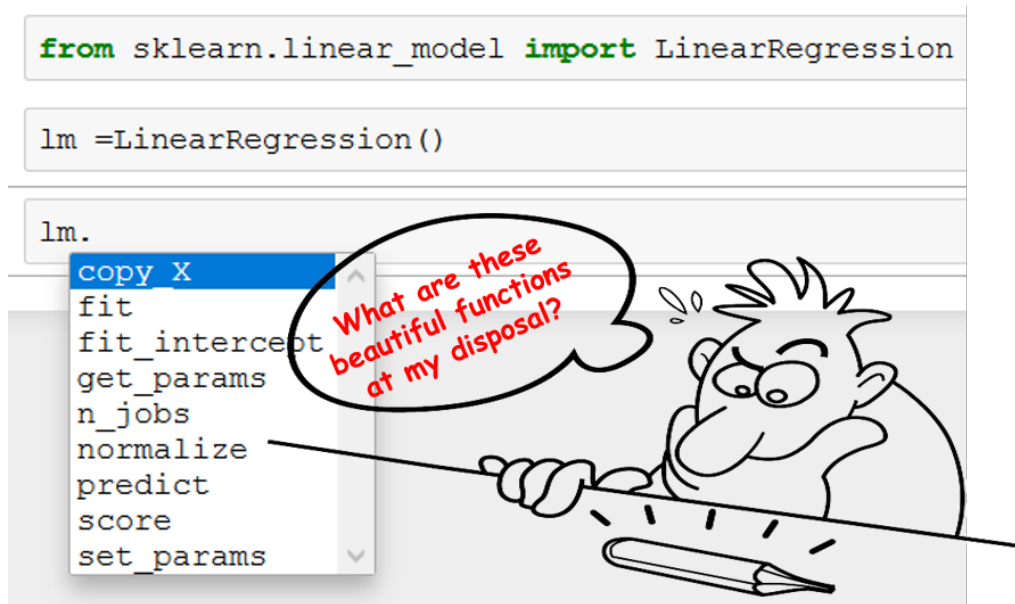 from sklearn.linear_model import LinearRegression
lm =LinearRegression()
lm.
copy_X
fit
fit_intercept
get_params
n_jobs
normalize
predict
score
set_params
What are these
beautiful functions
at my disposal?